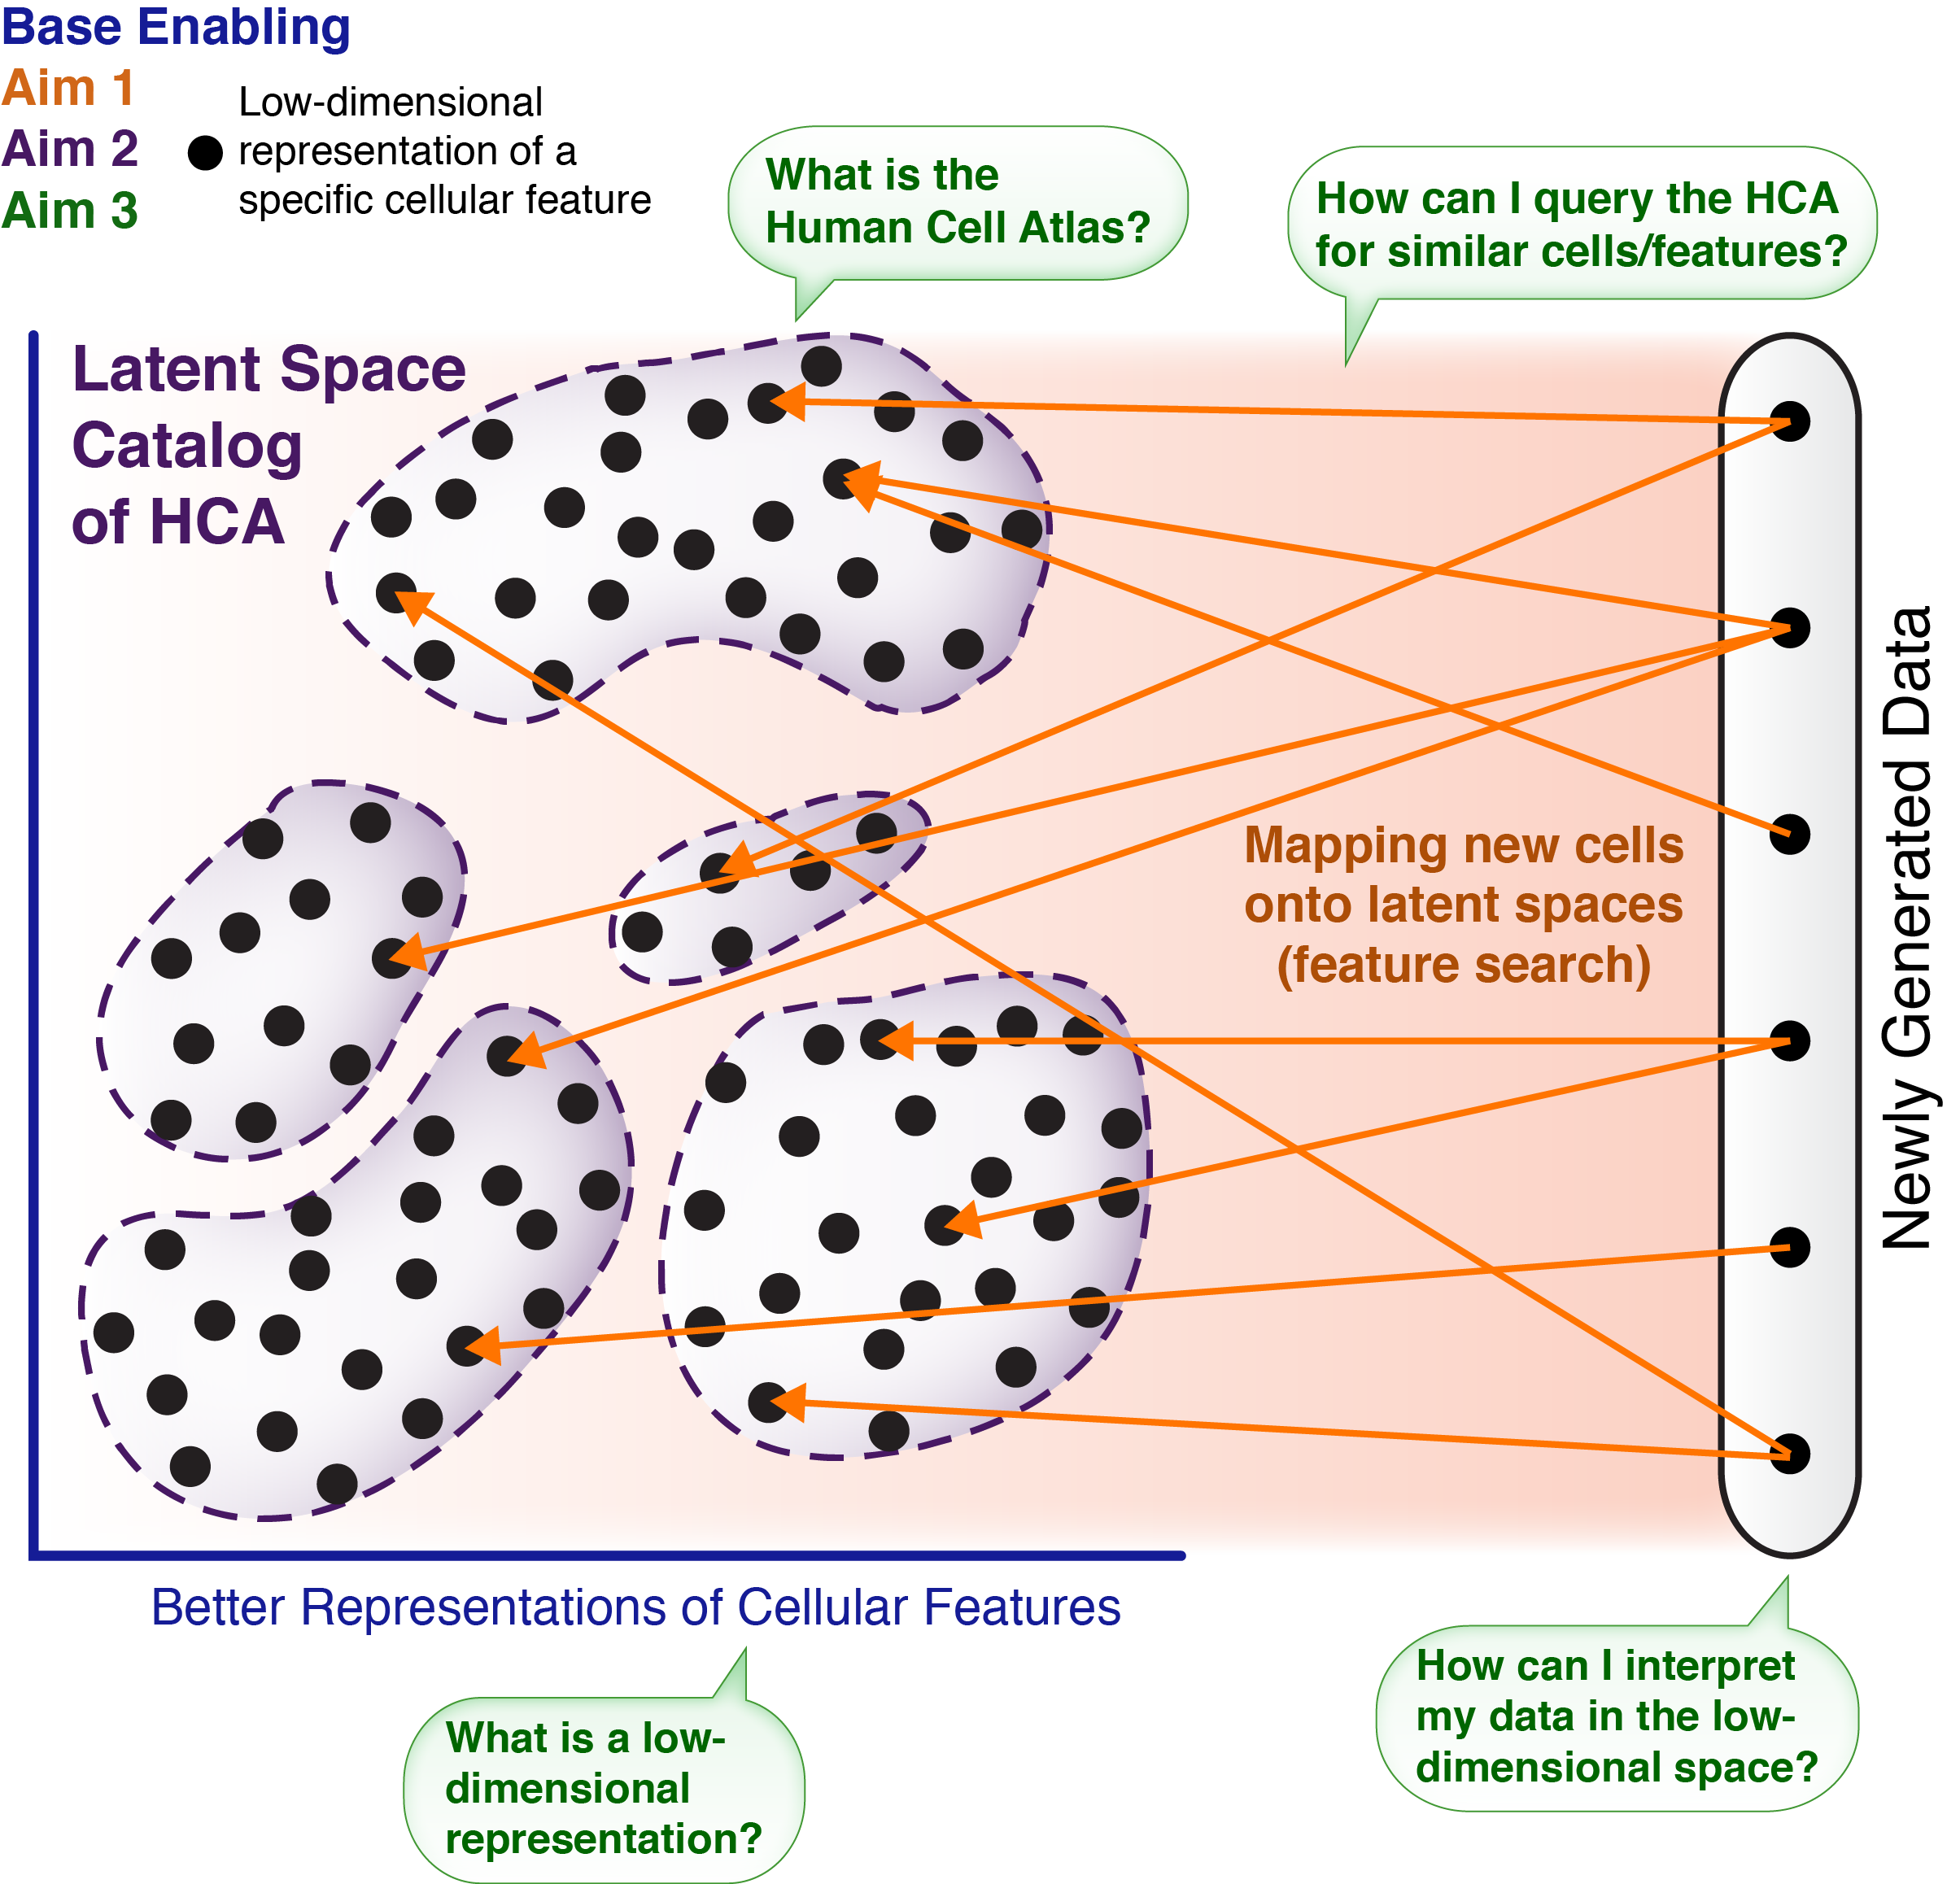 Base Enabling
Aim 1
Aim 2
Aim 3
Low-dimensional
representation of a
specific cellular feature
What is the
Human Cell Atlas?
How can I query the HCA
for similar cells/features?
Latent Space
Catalog
of HCA
Mapping new cells
onto latent spaces
(feature search)
Newly Generated Data
Better Representations of Cellular Features
What is a low-
dimensional
representation?
How can I interpret
my data in the low-
dimensional space?